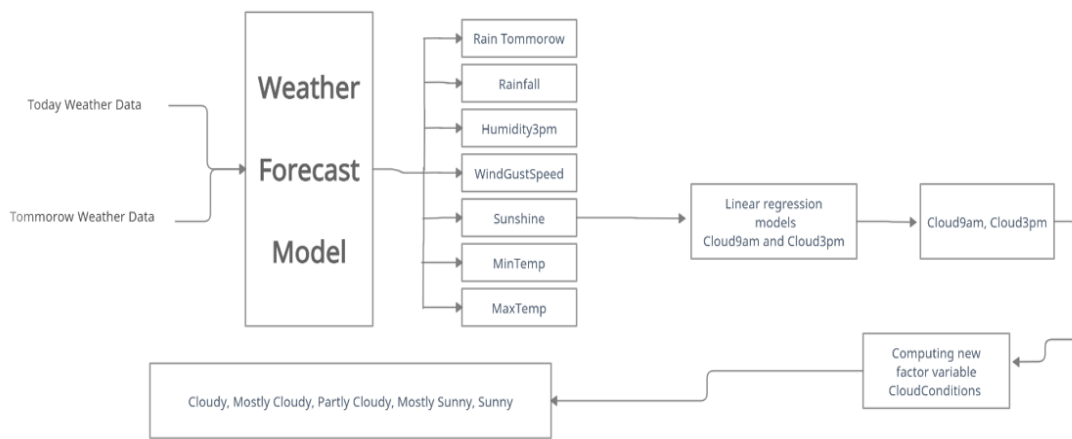 Today Weather Data
Tommorow Weather Data
Weather
Forecast
Model
Rain Tommorow
Rainfall
Humidity3pm
WindGustSpeed
Sunshine
MinTemp
MaxTemp
Linear regression
models
Cloud9am and Cloud3pm
Cloud9am, Cloud3pm
Computing new
factor variable
CloudConditions
Cloudy, Mostly Cloudy, Partly Cloudy, Mostly Sunny, Sunny